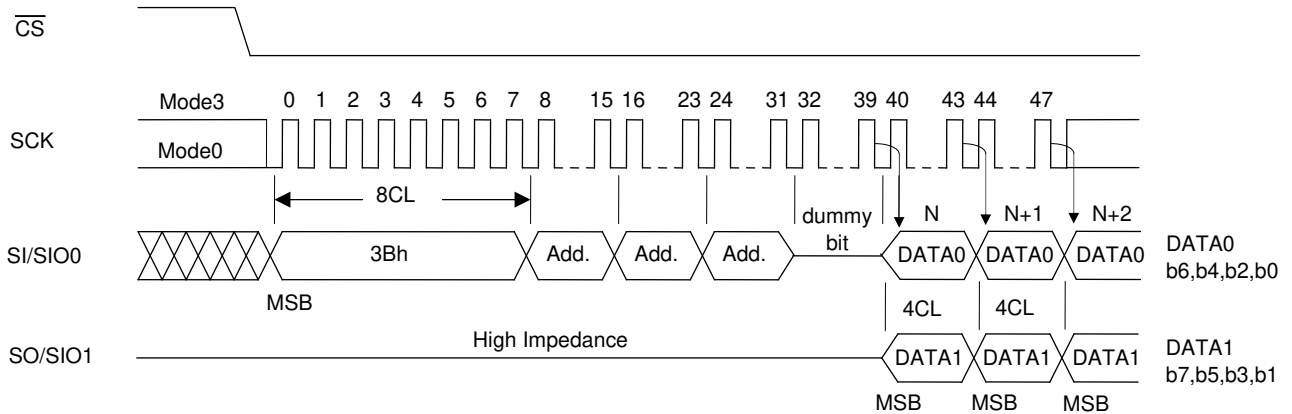 CS
Mode3 0 1 2 3 4 5 6 7 8 15 16 23 24 31 32 39 40 43 44 47
SCK
Mode0
8CL
dummy bit
N N+1 N+2
SI/SIO0 3Bh Add. Add. Add. DATA0 DATA0 DATA0
DATA0
b6,b4,b2,b0
MSB
4CL 4CL
High Impedance
SO/SIO1 DATA1 DATA1 DATA1
DATA1
b7,b5,b3,b1
MSB MSB MSB